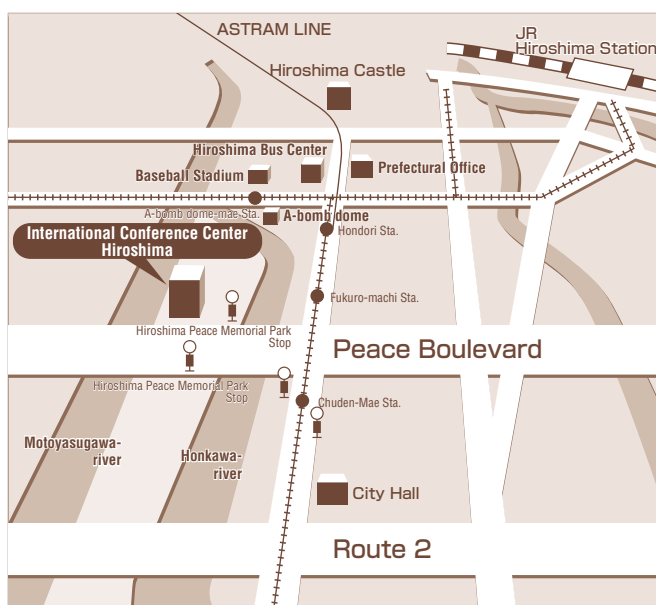 ASTRAM LINE
JR
Hiroshima Station
Hiroshima Castle
Hiroshima Bus Center
Baseball Stadium
Prefectural Office
A-bomb dome-mae Sta.
A-bomb dome
Hondori Sta.
International Conference Center
Hiroshima
Fukuro-machi Sta.
Hiroshima Peace Memorial Park
Stop
Peace Boulevard
Hiroshima Peace Memorial Park
Stop
Chuden-Mae Sta.
Motoyasugawa-
river
Honkawa-
river
City Hall
Route 2